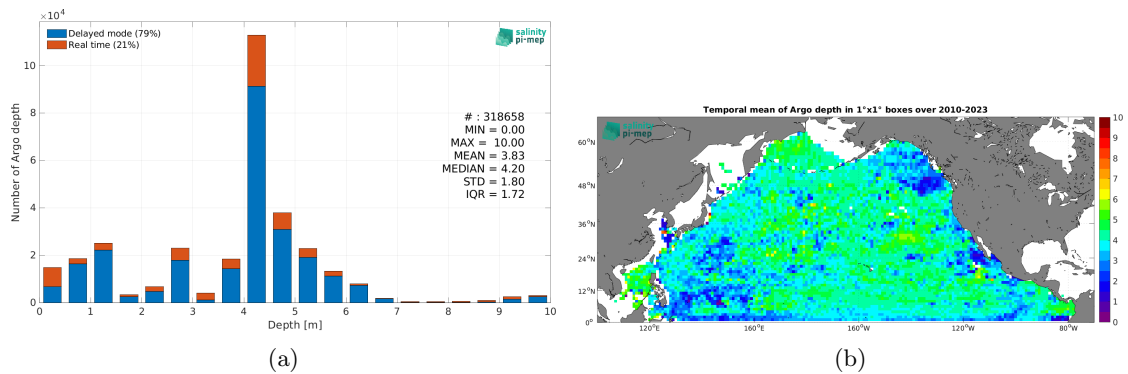 ×10⁴
Delayed mode (79%)
Real time (21%)
salinity
pi-mep
# : 318658
MIN = 0.00
MAX = 10.00
MEAN = 3.83
MEDIAN = 4.20
STD = 1.80
IQR = 1.72
Number of Argo depth
10
8
6
4
2
0
0 1 2 3 4 5 6 7 8 9 10
Depth [m]
(a)
Temporal mean of Argo depth in 1°x1° boxes over 2010-2023
salinity
pi-mep
60°N
48°N
36°N
24°N
12°N
0°
120°W
160°W
160°W
120°W
80°W
10
9
8
7
6
5
4
3
2
1
0
(b)